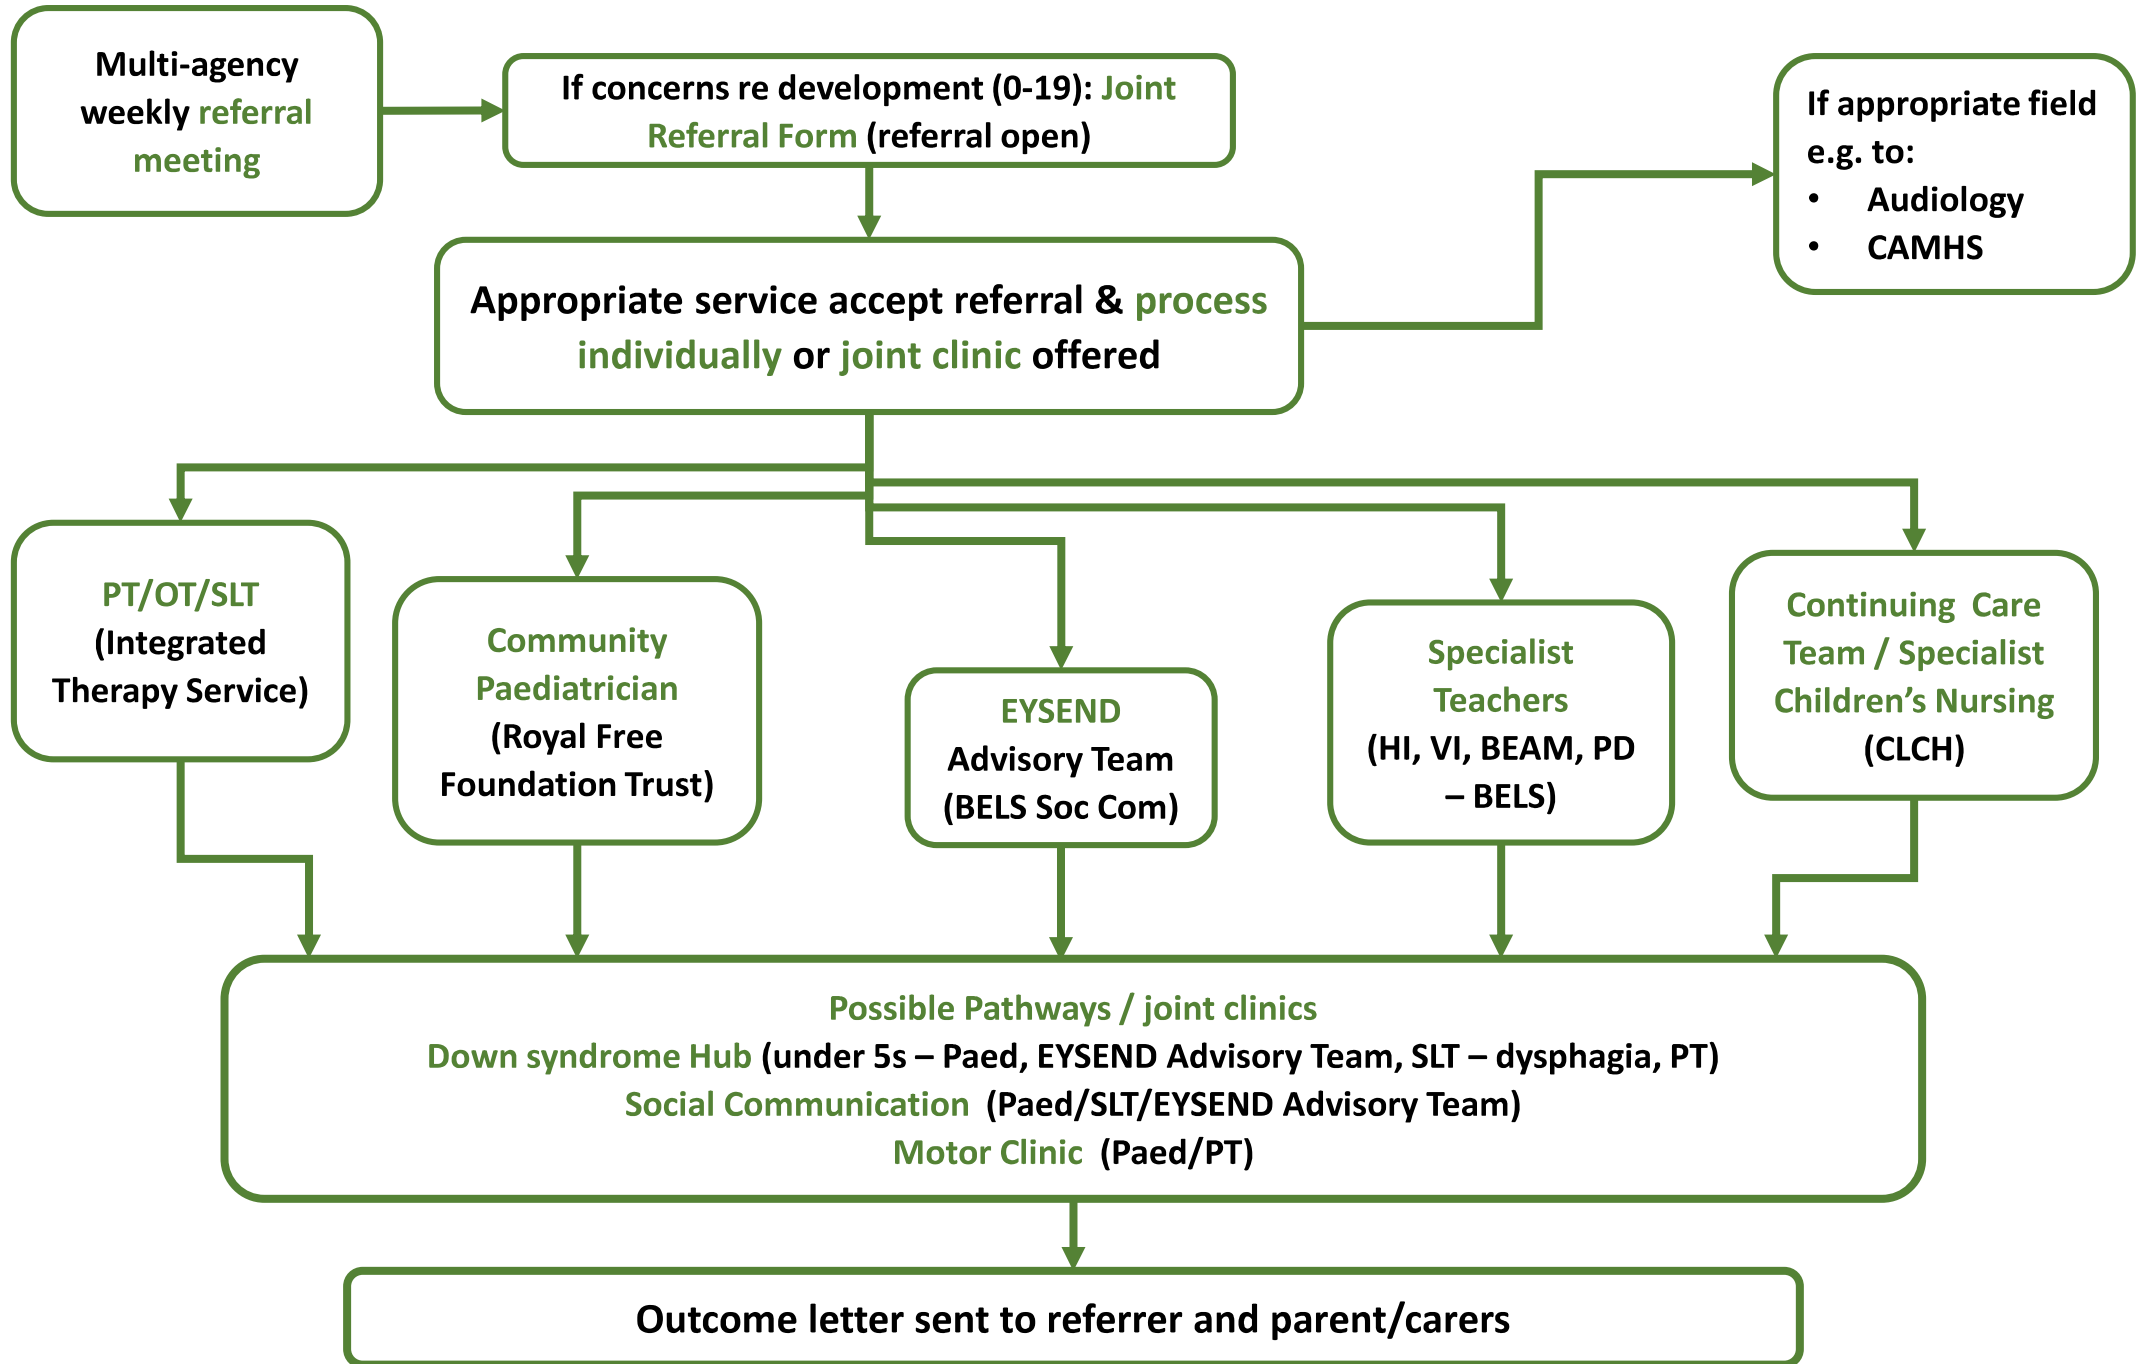 Multi-agency
weekly referral
meeting
If concerns re development (0-19): Joint
Referral Form (referral open)
If appropriate field
e.g. to:
• Audiology
• CAMHS
Appropriate service accept referral & process
individually or joint clinic offered
PT/OT/SLT
(Integrated
Therapy Service)
Community
Paediatrician
(Royal Free
Foundation Trust)
EYSEND
Advisory Team
(BELS Soc Com)
Specialist
Teachers
(HI, VI, BEAM, PD
– BELS)
Continuing Care
Team / Specialist
Children’s Nursing
(CLCH)
Possible Pathways / joint clinics
Down syndrome Hub (under 5s – Paed, EYSEND Advisory Team, SLT – dysphagia, PT)
Social Communication (Paed/SLT/EYSEND Advisory Team)
Motor Clinic (Paed/PT)
Outcome letter sent to referrer and parent/carers